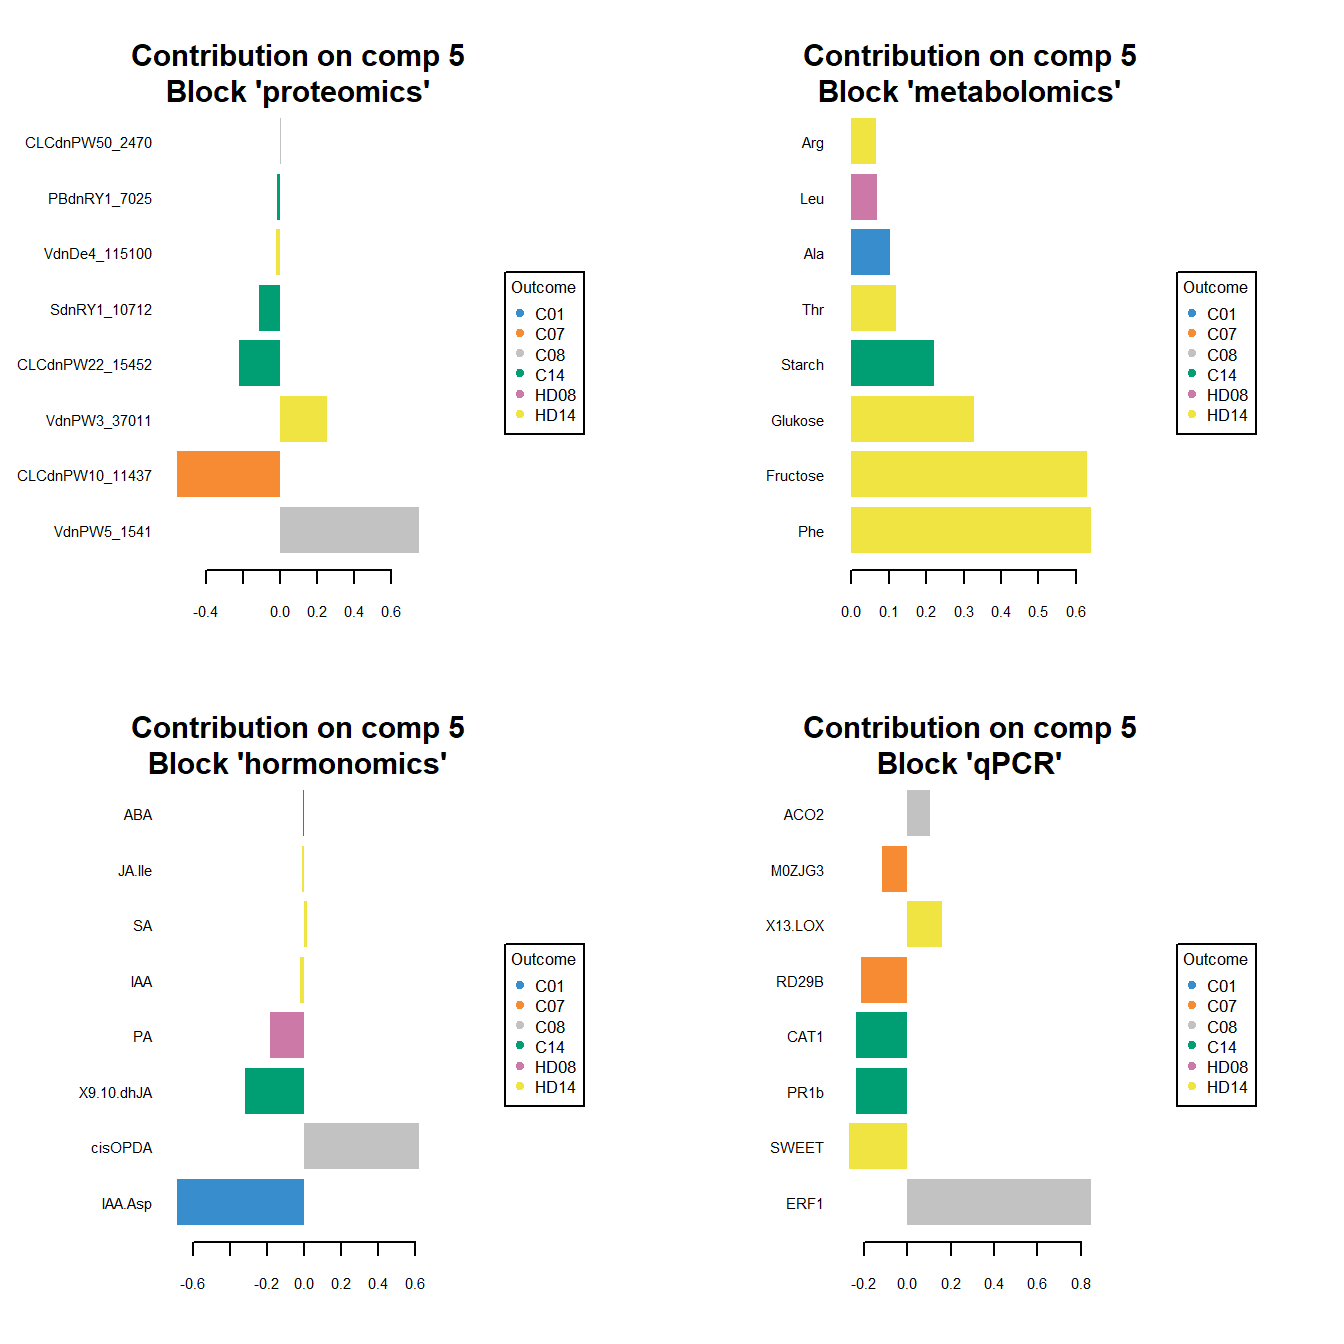 Contribution on comp 5
Block 'proteomics'
CLCdnPW50_2470
PBdnRY1_7025
VdnDe4_115100
SdnRY1_10712
CLCdnPW22_15452
VdnPW3_37011
CLCdnPW10_11437
VdnPW5_1541
-0.4 0.0 0.2 0.4 0.6
Outcome
C01
C07
C08
C14
HD08
HD14
Contribution on comp 5
Block 'metabolomics'
Arg
Leu
Ala
Thr
Starch
Glukose
Fructose
Phe
0.0 0.1 0.2 0.3 0.4 0.5 0.6
Outcome
C01
C07
C08
C14
HD08
HD14
Contribution on comp 5
Block 'hormonomics'
ABA
JA.Ile
SA
IAA
PA
X9.10.dhJA
cisOPDA
IAA.Asp
-0.6 -0.2 0.0 0.2 0.4 0.6
Outcome
C01
C07
C08
C14
HD08
HD14
Contribution on comp 5
Block 'qPCR'
ACO2
M0ZJG3
X13.LOX
RD29B
CAT1
PR1b
SWEET
ERF1
-0.2 0.0 0.2 0.4 0.6 0.8
Outcome
C01
C07
C08
C14
HD08
HD14